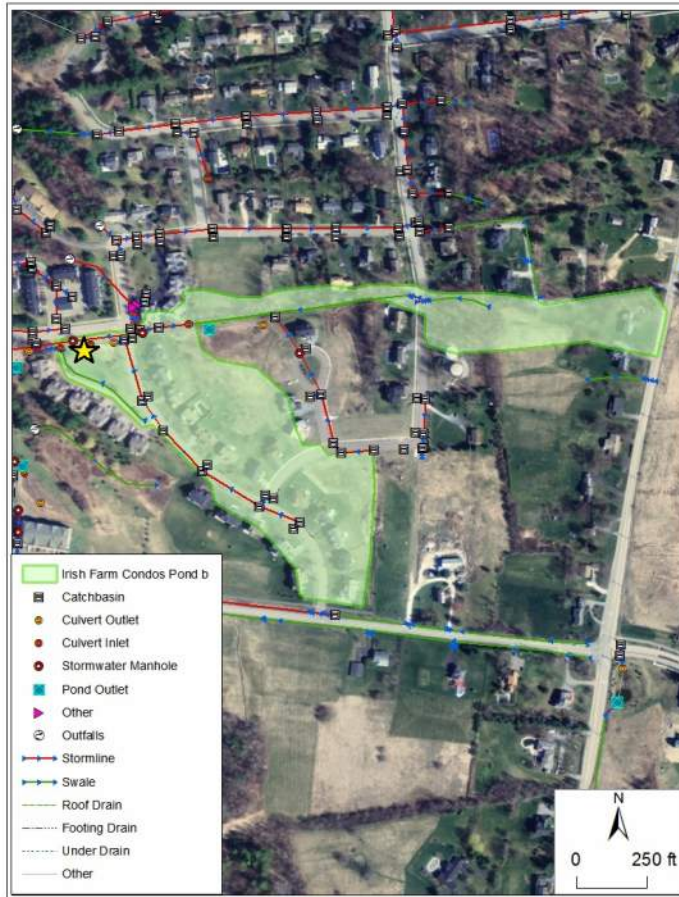 Irish Farm Condos Pond b
Catchbasin
Culvert Outlet
Culvert Inlet
Stormwater Manhole
Pond Outlet
Other
Outfalls
Stormline
Swale
Roof Drain
Footing Drain
Under Drain
Other
N
0 250 ft